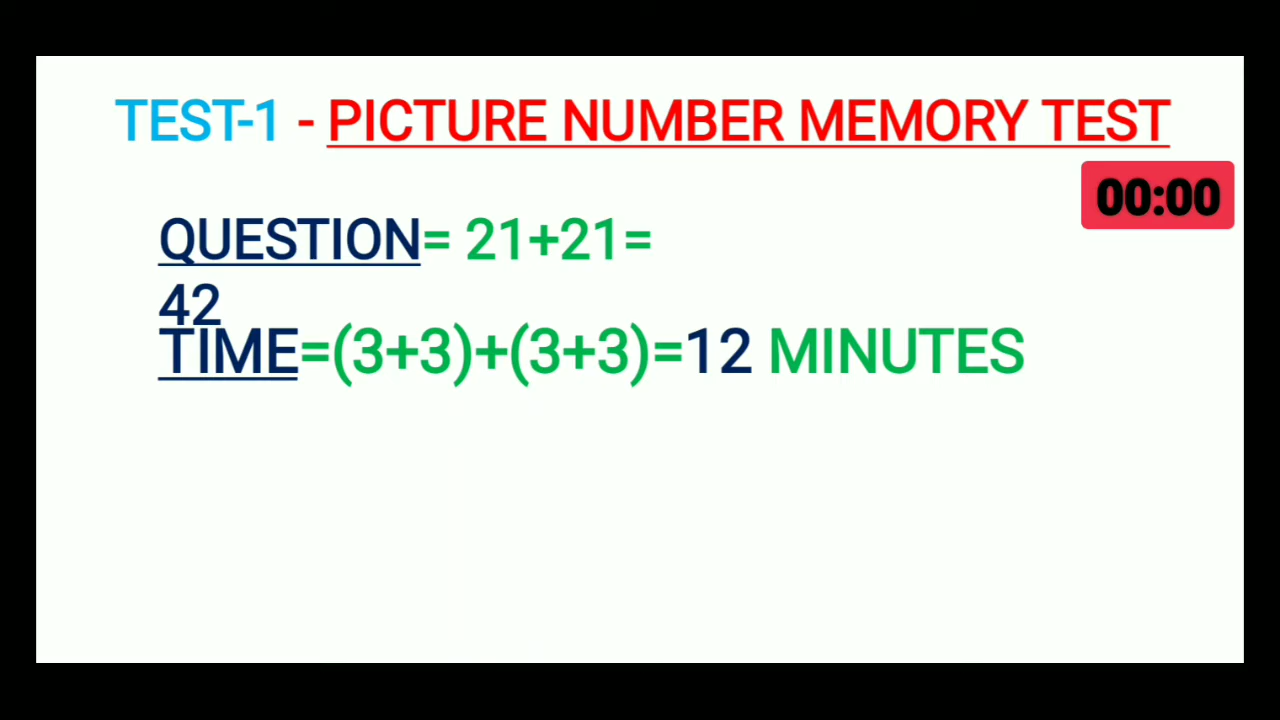 TEST-1 - PICTURE NUMBER MEMORY TEST
00:00
QUESTION= 21+21=
42
TIME=(3+3)+(3+3)=12 MINUTES